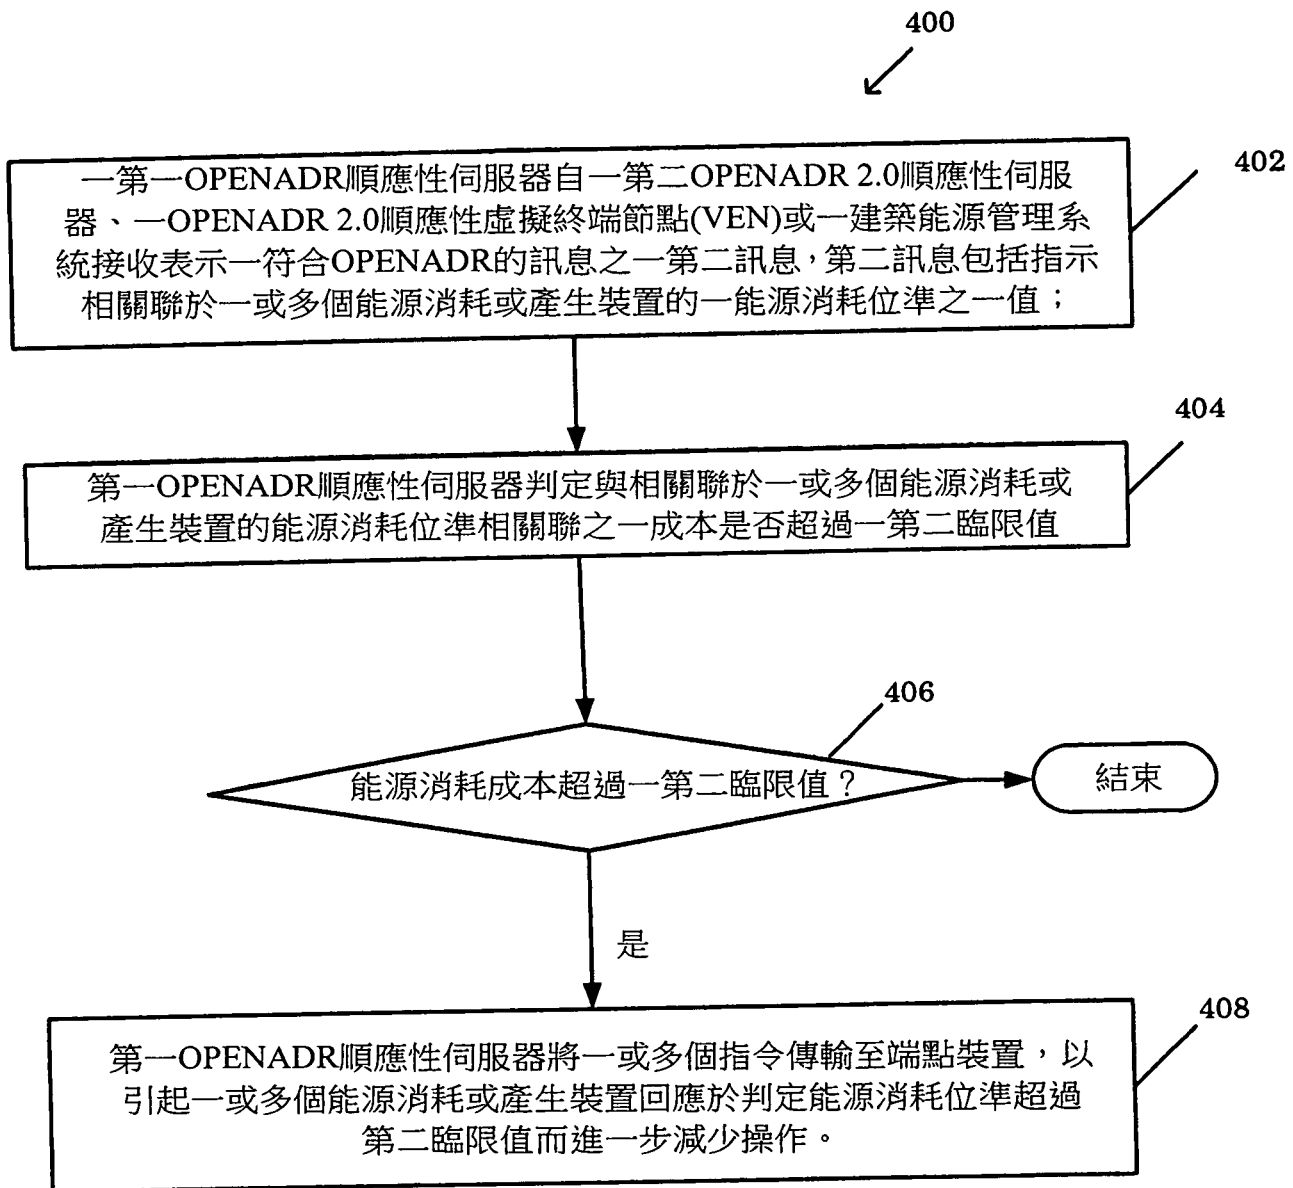 400
402
一第一OPENADR順應性伺服器自一第二OPENADR 2.0順應性伺服
器、一OPENADR 2.0順應性虛擬終端節點(VEN)或一建築能源管理系
統接收表示一符合OPENADR的訊息之一第二訊息，第二訊息包括指示
相關聯於一或多個能源消耗或產生裝置的一能源消耗位準之一值；
404
第一OPENADR順應性伺服器判定與相關聯於一或多個能源消耗或
產生裝置的能源消耗位準相關聯之一成本是否超過一第二臨限值
406
能源消耗成本超過一第二臨限值？
結束
是
408
第一OPENADR順應性伺服器將一或多個指令傳輸至端點裝置，以
引起一或多個能源消耗或產生裝置回應於判定能源消耗位準超過
第二臨限值而進一步減少操作。